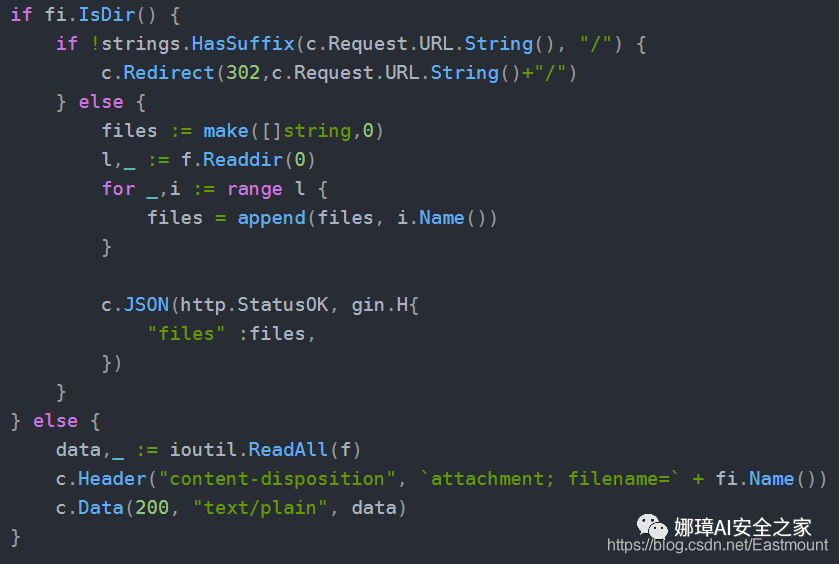 if fi.IsDir() {
    if !strings.HasSuffix(c.Request.URL.String(), "/") {
        c.Redirect(302,c.Request.URL.String()+"/")
    } else {
        files := make([]string,0)
        l,_ := f.Readdir(0)
        for _,i := range l {
            files = append(files, i.Name())
        }

        c.JSON(http.StatusOK, gin.H{
            "files" :files,
        })
    }
} else {
    data,_ := ioutil.ReadAll(f)
    c.Header("content-disposition", `attachment; filename=` + fi.Name())
    c.Data(200, "text/plain", data)
}
娜璋AI安全之家
https://blog.csdn.net/Eastmount